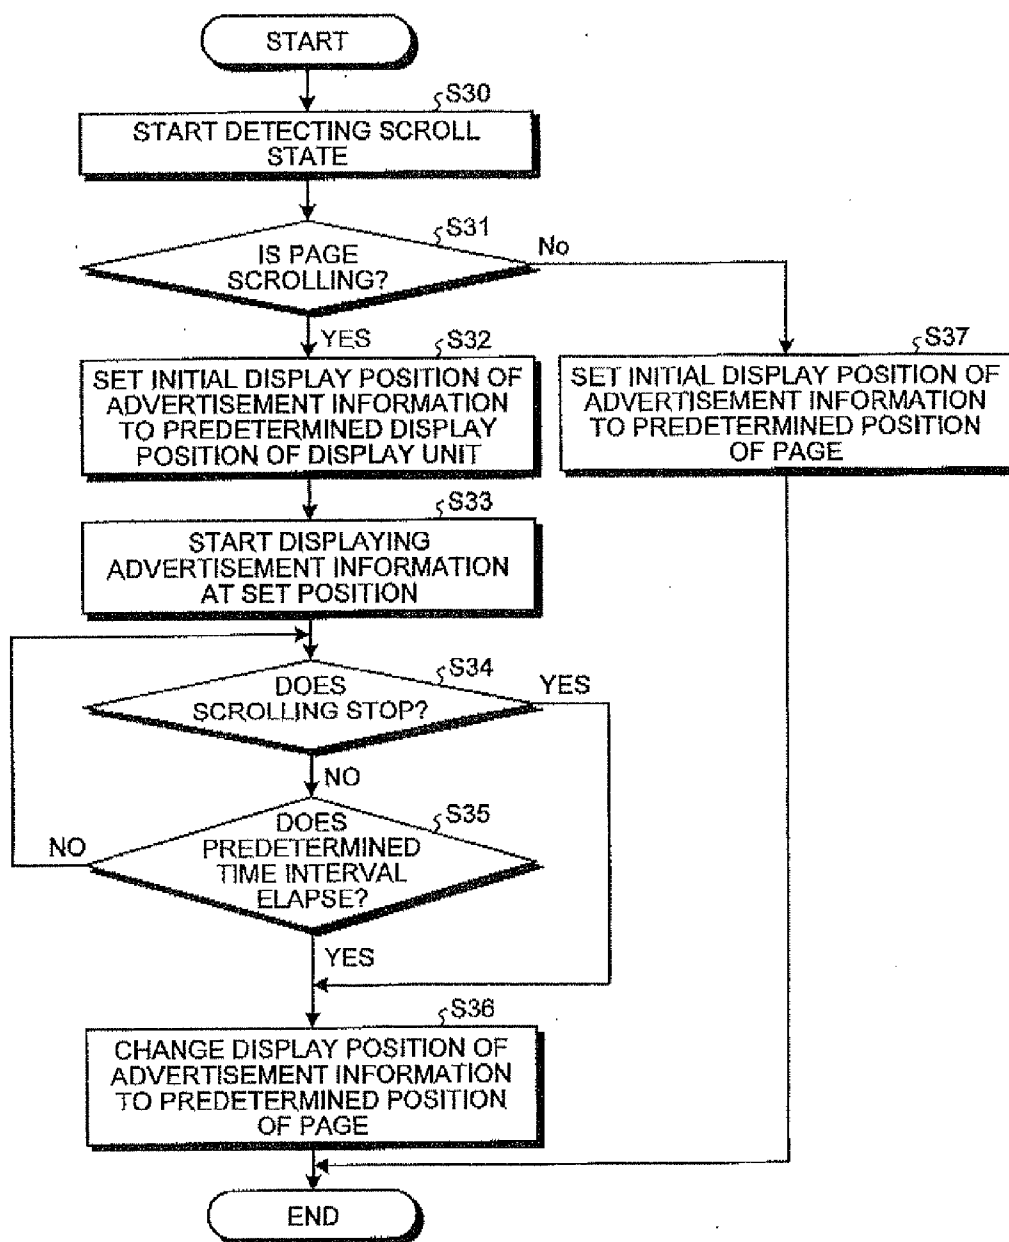 START
S30
START DETECTING SCROLL
STATE
S31
IS PAGE
SCROLLING?
No
YES
S32
SET INITIAL DISPLAY POSITION OF
ADVERTISEMENT INFORMATION
TO PREDETERMINED DISPLAY
POSITION OF DISPLAY UNIT
S37
SET INITIAL DISPLAY POSITION OF
ADVERTISEMENT INFORMATION
TO PREDETERMINED POSITION
OF PAGE
S33
START DISPLAYING
ADVERTISEMENT INFORMATION
AT SET POSITION
S34
DOES
SCROLLING STOP?
YES
NO
S35
DOES
PREDETERMINED
TIME INTERVAL
ELAPSE?
NO
YES
S36
CHANGE DISPLAY POSITION OF
ADVERTISEMENT INFORMATION
TO PREDETERMINED POSITION
OF PAGE
END